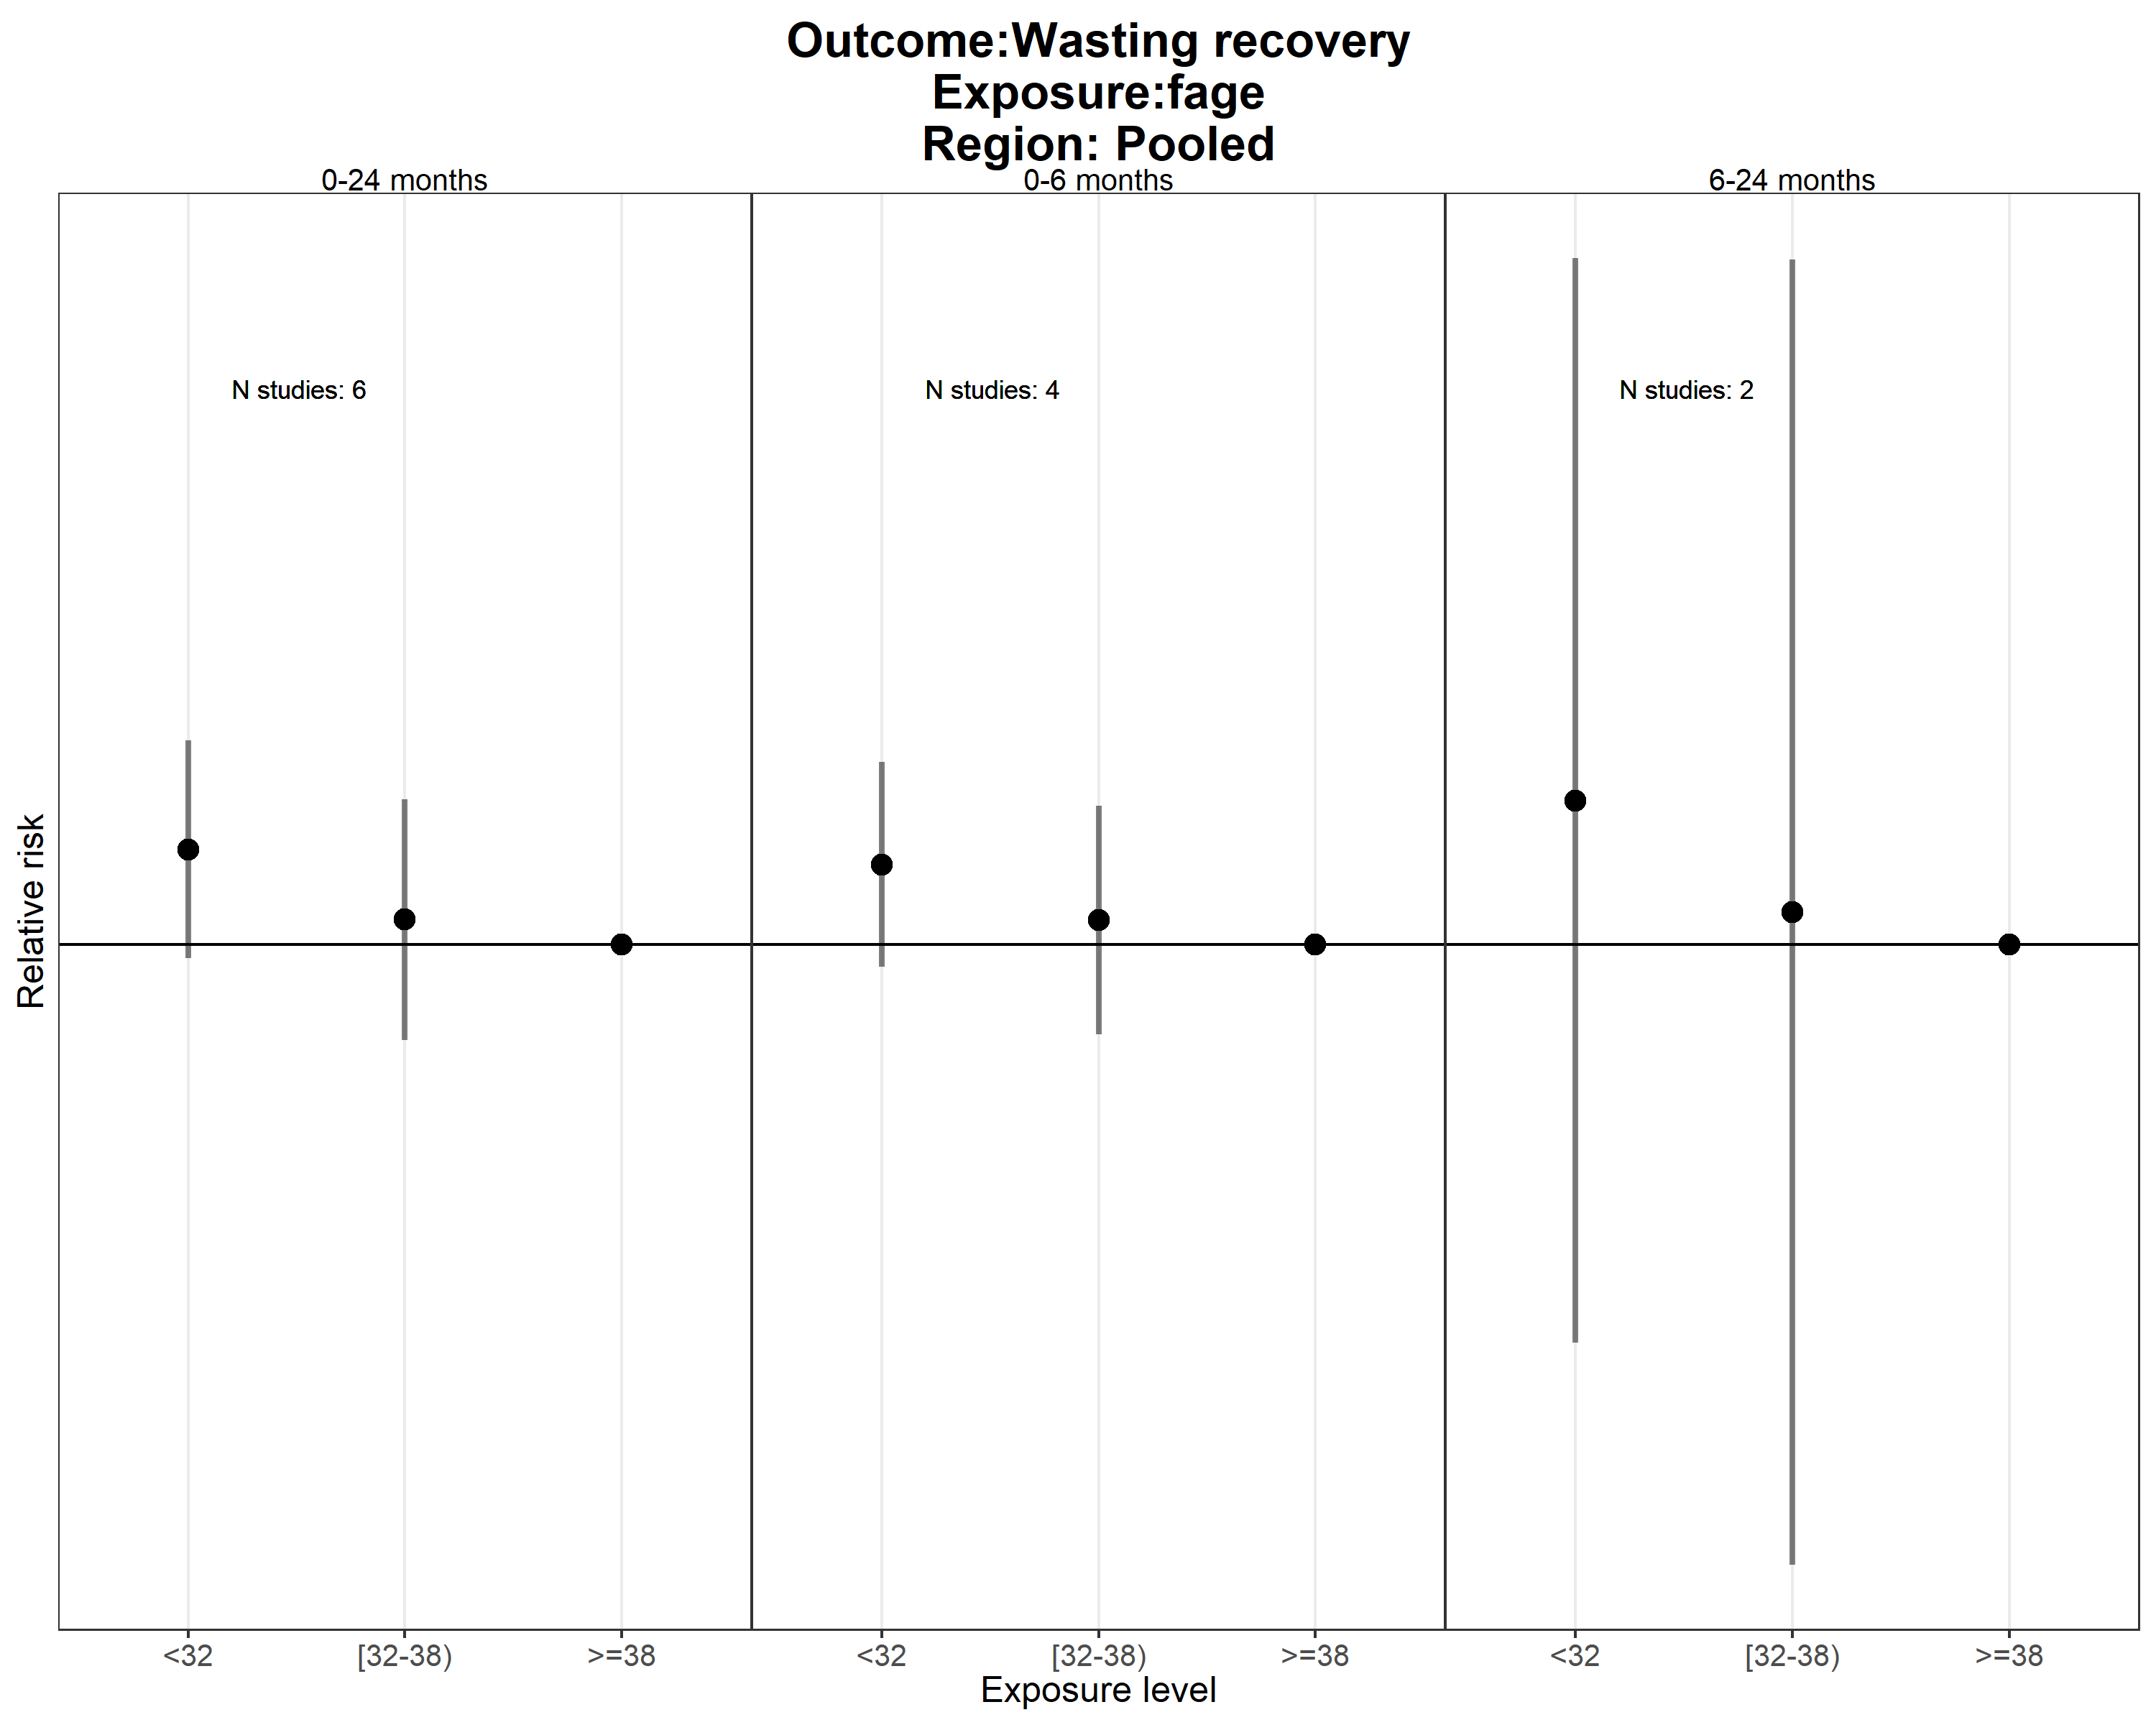 Outcome:Wasting recovery
Exposure:fage
Region: Pooled
0-24 months
0-6 months
6-24 months
N studies: 6
N studies: 4
N studies: 2
Relative risk
<32
[32-38)
>=38
<32
[32-38)
>=38
<32
[32-38)
>=38
Exposure level